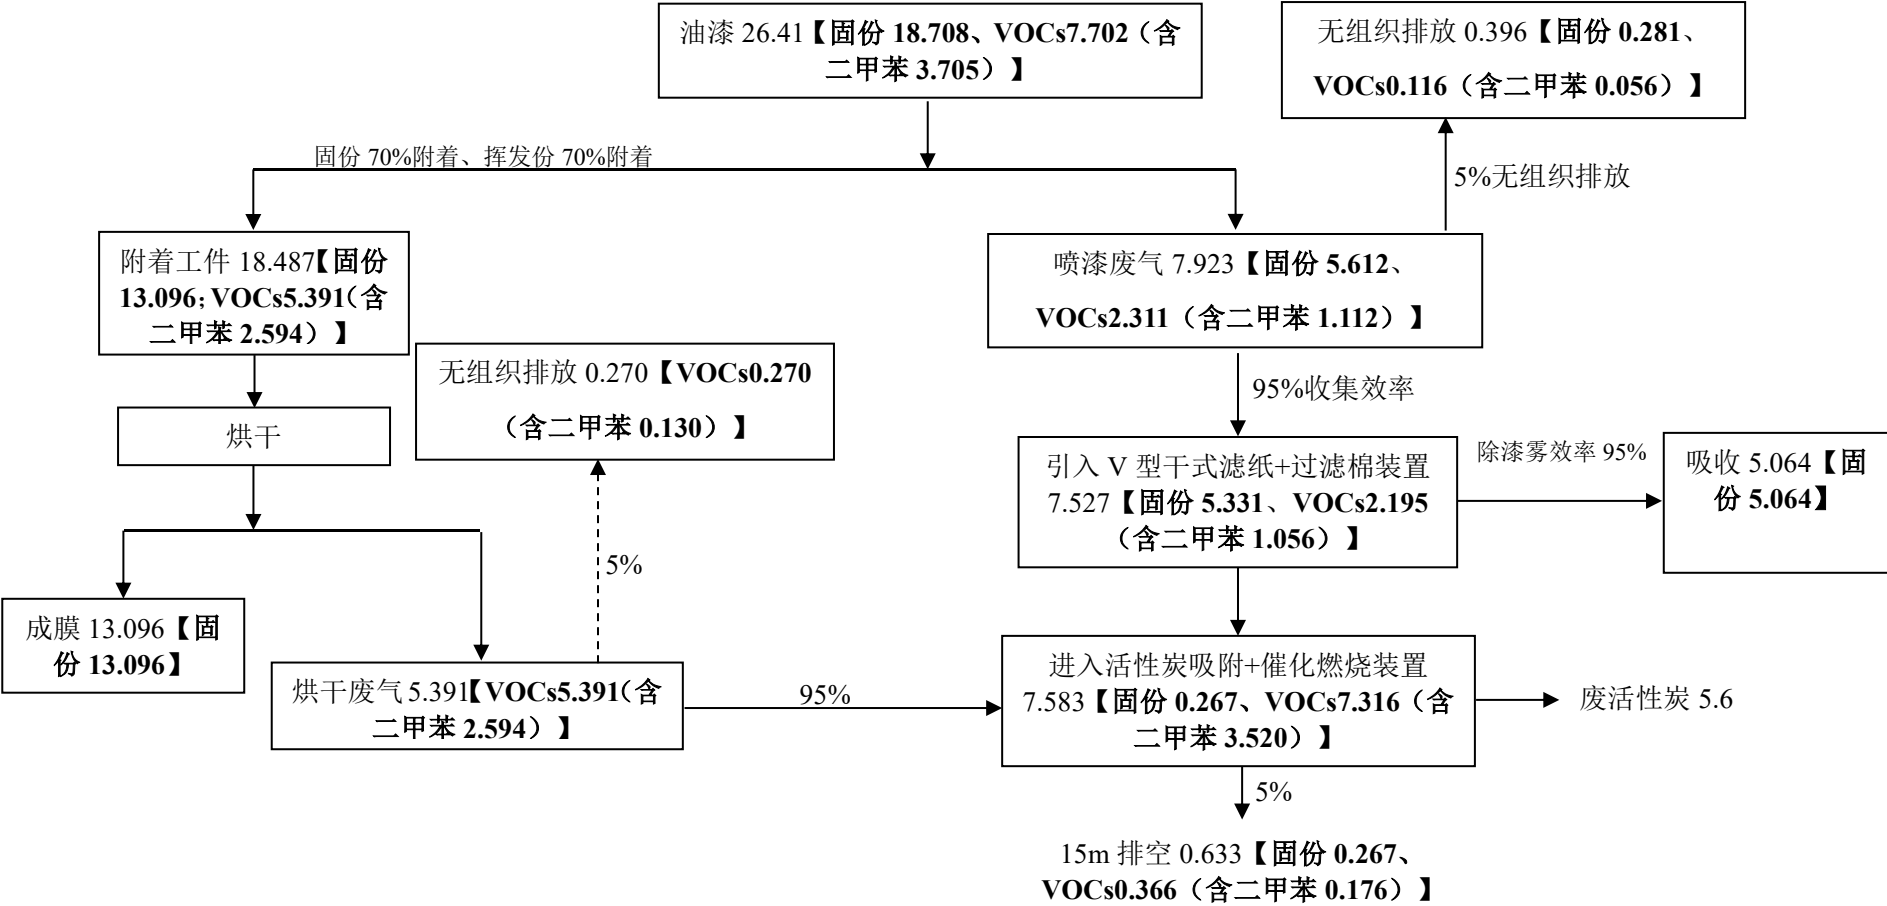 油漆 26.41【固份 18.708、VOCs7.702（含
二甲苯 3.705）】
无组织排放 0.396【固份 0.281、
VOCs0.116（含二甲苯 0.056）】
固份 70%附着、挥发份 70%附着
5%无组织排放
附着工件 18.487【固份
13.096；VOCs5.391（含
二甲苯 2.594）】
喷漆废气 7.923【固份 5.612、
VOCs2.311（含二甲苯 1.112）】
无组织排放 0.270【VOCs0.270
（含二甲苯 0.130）】
95%收集效率
烘干
引入 V 型干式滤纸+过滤棉装置
7.527【固份 5.331、VOCs2.195
（含二甲苯 1.056）】
除漆雾效率 95%
吸收 5.064【固
份 5.064】
5%
成膜 13.096【固
份 13.096】
烘干废气 5.391【VOCs5.391（含
二甲苯 2.594）】
95%
进入活性炭吸附+催化燃烧装置
7.583【固份 0.267、VOCs7.316（含
二甲苯 3.520）】
废活性炭 5.6
5%
15m 排空 0.633【固份 0.267、
VOCs0.366（含二甲苯 0.176）】